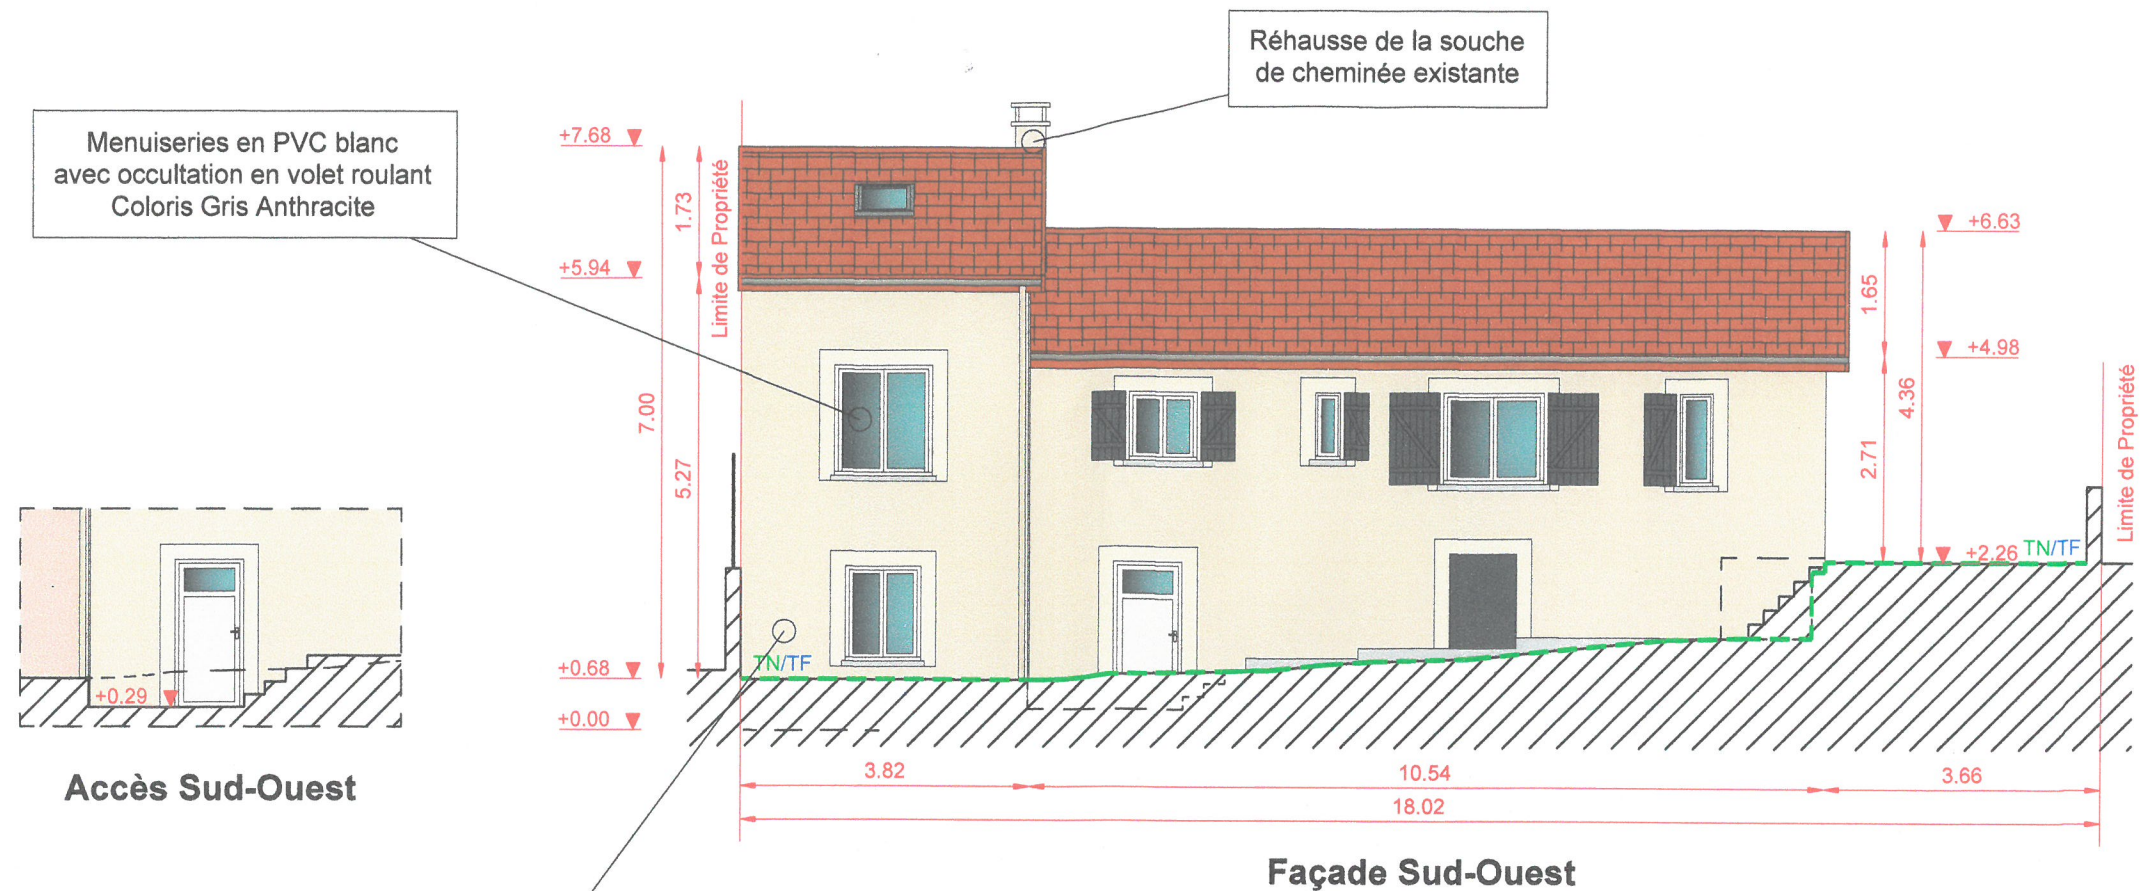 Réhausse de la souche
de cheminée existante
Menuiseries en PVC blanc
avec occultation en volet roulant
Coloris Gris Anthracite
+7.68
1.73
Limite de Propriété
+5.94
7.00
5.27
+0.68
+0.00
TN/TF
+6.63
1.65
4.36
+4.98
2.71
+2.26 TN/TF
Limite de Propriété
+0.29
Accès Sud-Ouest
3.82
10.54
3.66
18.02
Façade Sud-Ouest